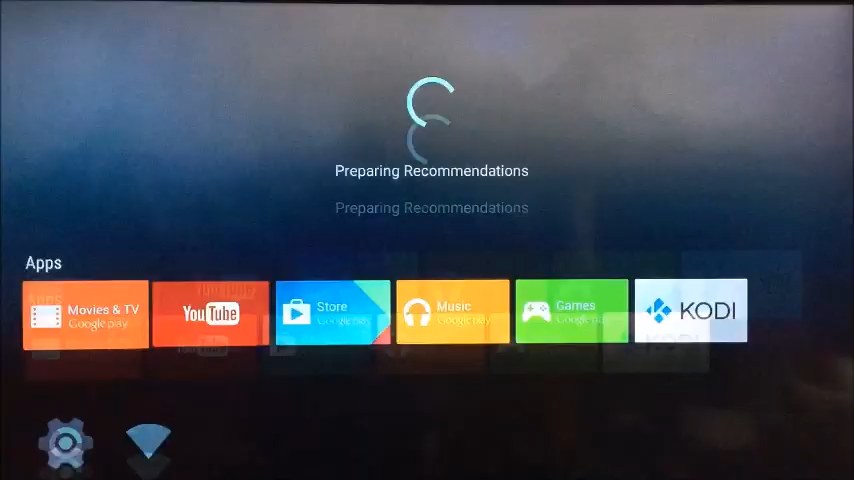 Preparing Recommendations
Preparing Recommendations
Apps
Movies & TV
Google play
YouTube
Store
Google play
Music
Google play
Games
Google play
KODI